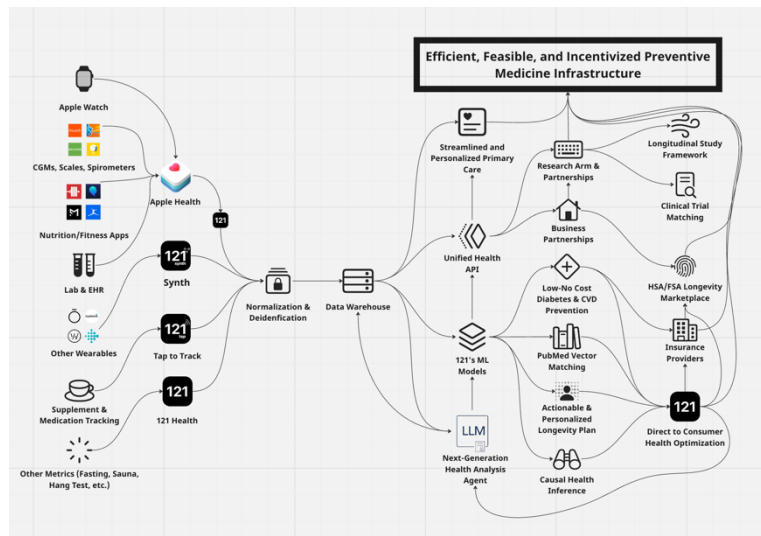 Efficient, Feasible, and Incentivized Preventive
Medicine Infrastructure
Apple Watch
CGMs, Scales, Spirometers
Nutrition/Fitness Apps
Lab & EHR
Other Wearables
Supplement &
Medication Tracking
Other Metrics (Fasting, Sauna,
Hang Test, etc.)
Apple Health
121
121
synth
Synth
121
tap
Tap to Track
121
121 Health
Normalization &
Deidenfication
Data Warehouse
Streamlined and
Personalized Primary
Care
Unified Health
API
121's ML
Models
LLM
Next-Generation
Health Analysis
Agent
Research Arm &
Partnerships
Business
Partnerships
Low-No Cost
Diabetes & CVD
Prevention
PubMed Vector
Matching
Actionable &
Personalized
Longevity Plan
Causal Health
Inference
Longitudinal Study
Framework
Clinical Trial
Matching
HSA/FSA Longevity
Marketplace
Insurance
Providers
121
Direct to Consumer
Health Optimization